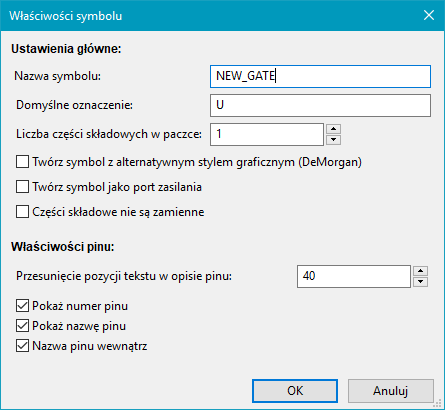 Właściwości symbolu
Ustawienia główne:
Nazwa symbolu: NEW_GATE
Domyślne oznaczenie: U
Liczba części składowych w paczce: 1
Twórz symbol z alternatywnym stylem graficznym (DeMorgan)
Twórz symbol jako port zasilania
Części składowe nie są zamienne
Właściwości pinu:
Przesunięcie pozycji tekstu w opisie pinu: 40
Pokaż numer pinu
Pokaż nazwę pinu
Nazwa pinu wewnątrz
OK Anuluj